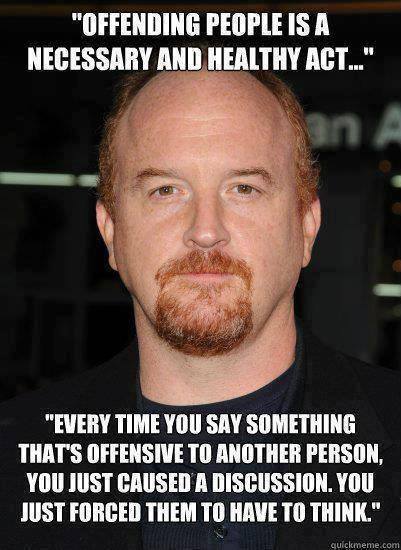 "OFFENDING PEOPLE IS A
NECESSARY AND HEALTHY ACT..."
an A
"EVERY TIME YOU SAY SOMETHING
THAT'S OFFENSIVE TO ANOTHER PERSON,
YOU JUST CAUSED A DISCUSSION. YOU
JUST FORCED THEM TO HAVE TO THINK."
quickmeme.com